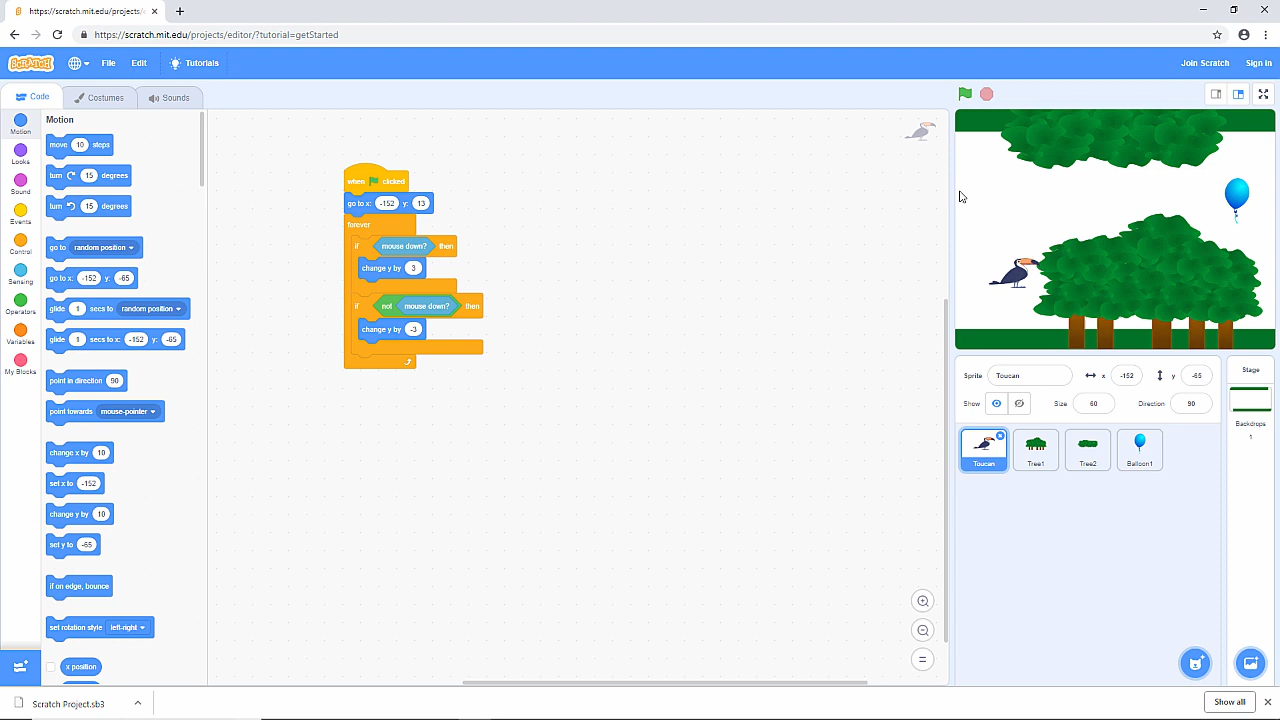 https://scratch.mit.edu/projects/
https://scratch.mit.edu/projects/editor/?tutorial=getStarted
SCRATCH File Edit Tutorials Join Scratch Sign in
Code Costumes Sounds
Motion
Looks
Sound
Events
Control
Sensing
Operators
Variables
My Blocks
Motion
move 10 steps
turn 15 degrees
turn 15 degrees
go to random position
go to x: -152 y: -65
glide 1 secs to random position
glide 1 secs to x: -152 y: -65
point in direction 90
point towards mouse-pointer
change x by 10
set x to -152
change y by 10
set y to -65
if on edge, bounce
set rotation style left-right
x position
when clicked
go to x: -152 y: 13
forever
if mouse down? then
change y by 3
if not mouse down? then
change y by -3
Sprite Toucan x -152 y -65
Show Size 60 Direction 90
Toucan Tree1 Tree2 Balloon1
Stage
Backdrops
1
Scratch Project.sb3 Show all